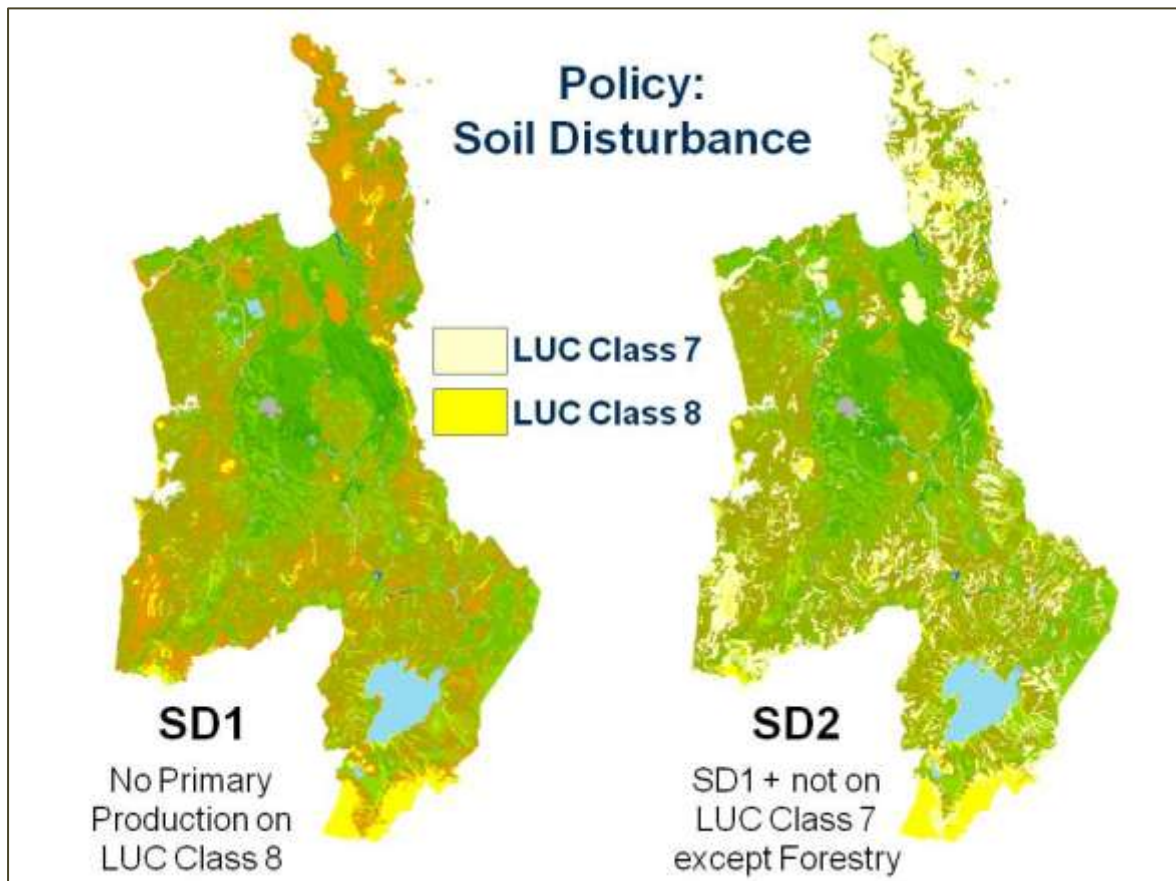 Policy:
Soil Disturbance
LUC Class 7
LUC Class 8
SD1
No Primary
Production on
LUC Class 8
SD2
SD1 + not on
LUC Class 7
except Forestry